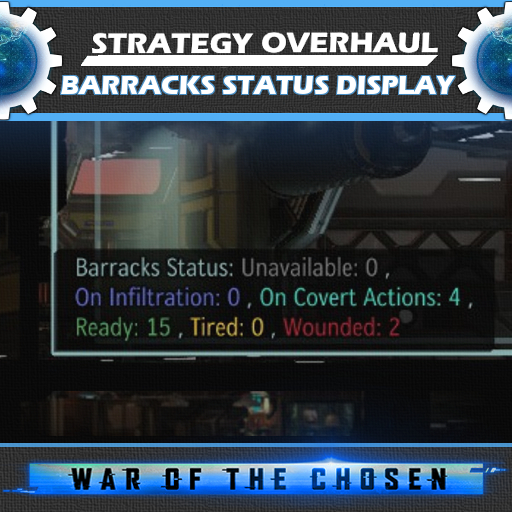 STRATEGY OVERHAUL
BARRACKS STATUS DISPLAY
Barracks Status: Unavailable: 0 ,
On Infiltration: 0 , On Covert Actions: 4 ,
Ready: 15 , Tired: 0 , Wounded: 2
WAR OF THE CHOSEN